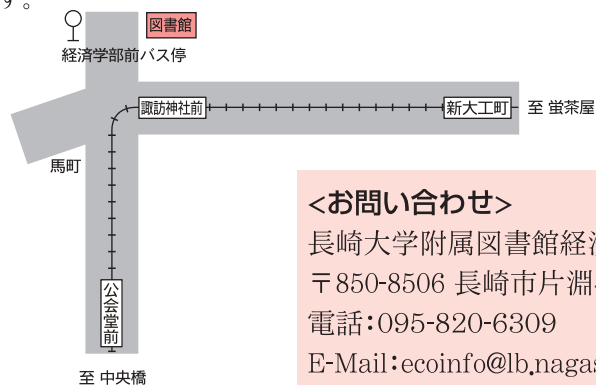 す。
図書館
経済学部前バス停
諏訪神社前
新大工町
至 蛍茶屋
馬町
公会堂前
至 中央橋
<お問い合わせ>
長崎大学附属図書館経
〒850-8506 長崎市片淵
電話:095-820-6309
E-Mail:ecoinfo@lb.nagas